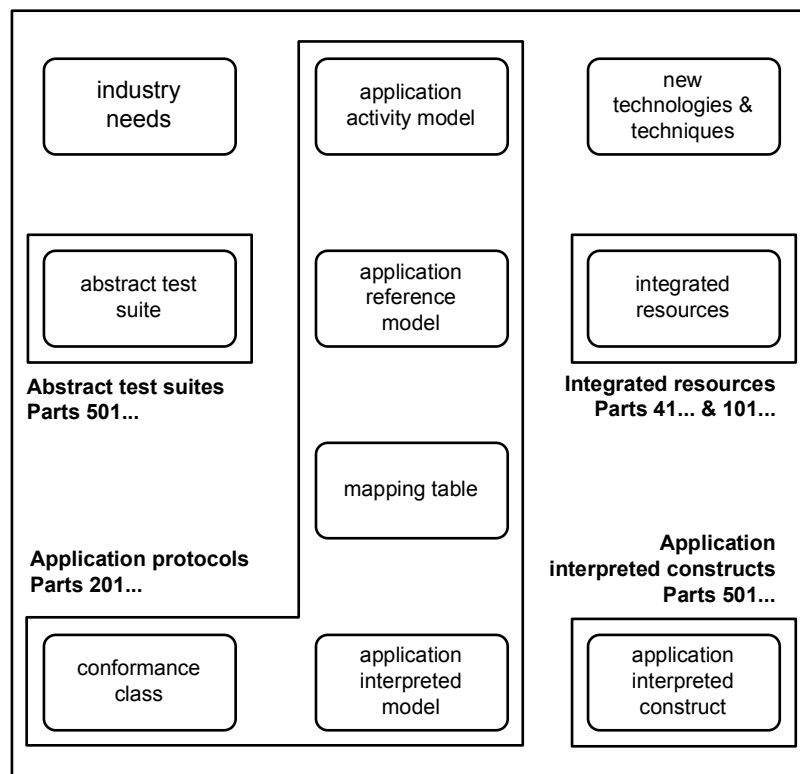 industry
needs
application
activity model
new
technologies &
techniques
abstract test
suite
application
reference
model
integrated
resources
Abstract test suites
Parts 501...
Integrated resources
Parts 41... & 101...
mapping table
Application protocols
Parts 201...
Application
interpreted constructs
Parts 501...
conformance
class
application
interpreted
model
application
interpreted
construct